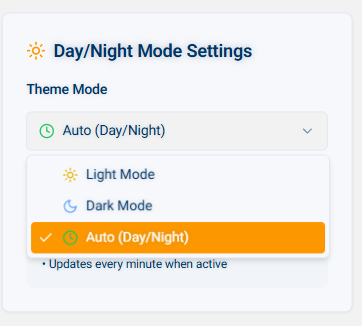 Day/Night Mode Settings
Theme Mode
Auto (Day/Night)
Light Mode
Dark Mode
Auto (Day/Night)
• Updates every minute when active